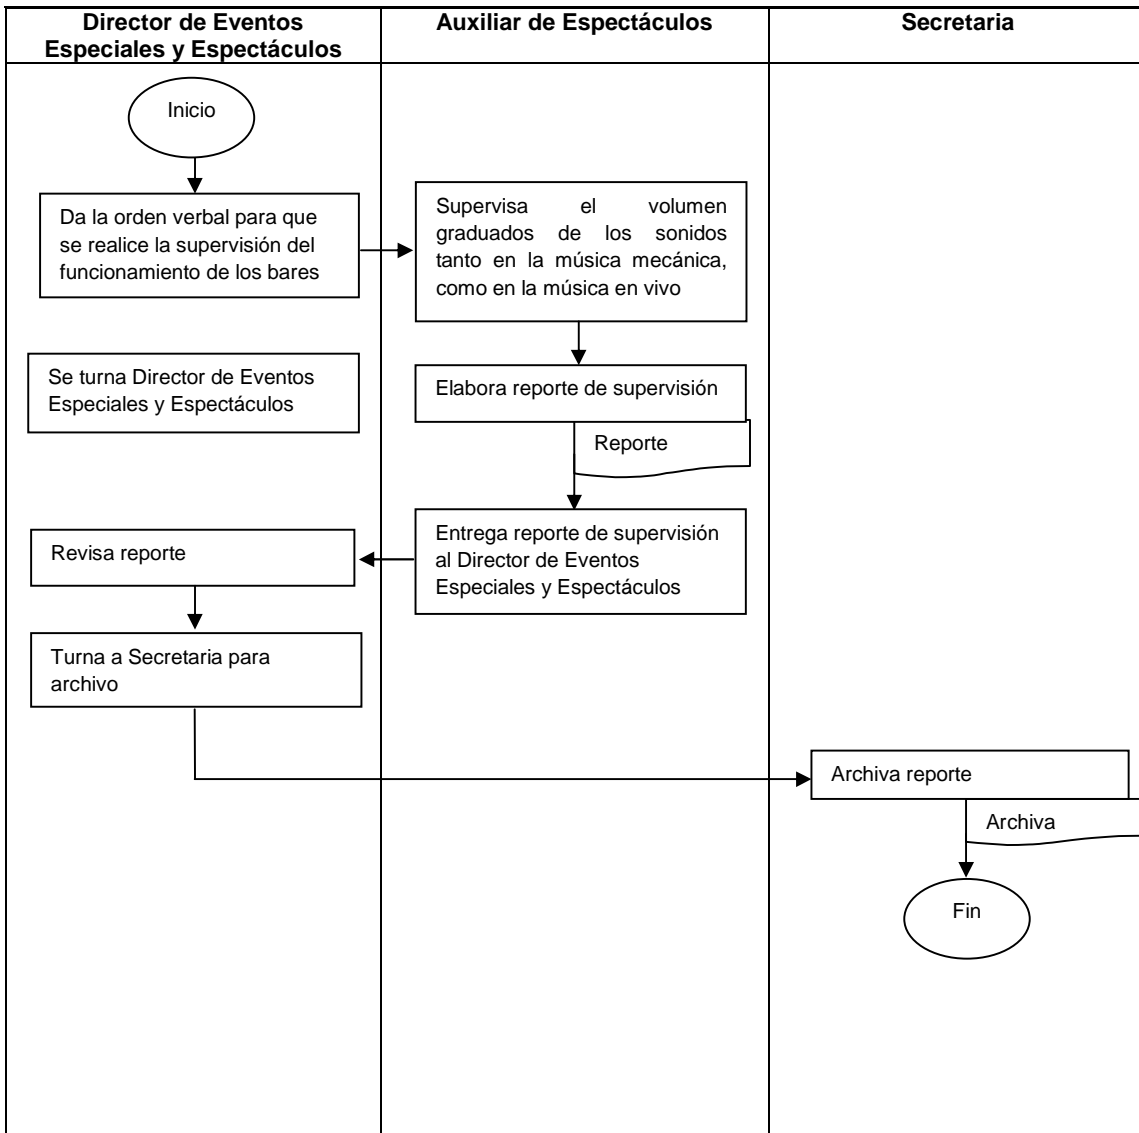 Director de Eventos
Especiales y Espectáculos
Auxiliar de Espectáculos
Secretaria
Inicio
Da la orden verbal para que
se realice la supervisión del
funcionamiento de los bares
Supervisa el volumen
graduados de los sonidos
tanto en la música mecánica,
como en la música en vivo
Se turna Director de Eventos
Especiales y Espectáculos
Elabora reporte de supervisión
Reporte
Entrega reporte de supervisión
al Director de Eventos
Especiales y Espectáculos
Revisa reporte
Turna a Secretaria para
archivo
Archiva reporte
Archiva
Fin